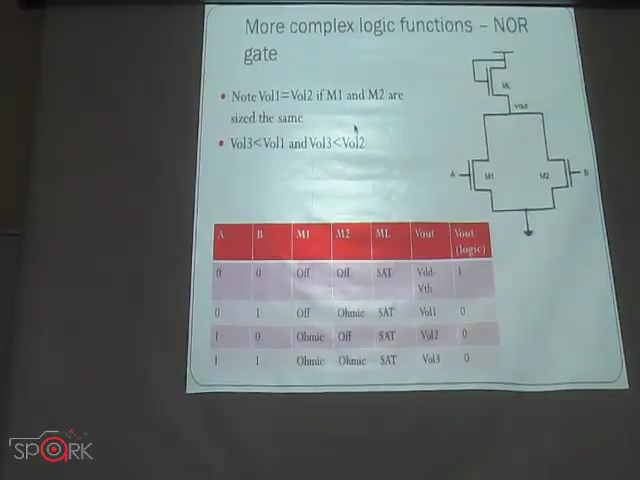 More complex logic functions – NOR
gate
• Note Vol1=Vol2 if M1 and M2 are
sized the same
• Vol3<Vol1 and Vol3<Vol2
ML
Vout
A
M1
M2
B
A B M1 M2 ML Vout Vout
(logic)
0 0 Off Off SAT Vdd- 1
Vth
0 1 Off Ohmic SAT Vol1 0
1 0 Ohmic Off SAT Vol2 0
1 1 Ohmic Ohmic SAT Vol3 0
SPARK